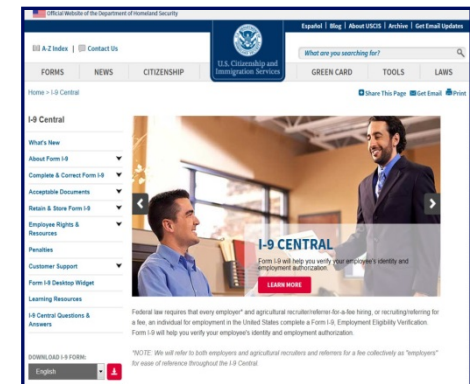 Official Website of the Department of Homeland Security
Español | Blog | About USCIS | Archive | Get Email Updates
A-Z Index | Contact Us
U.S. Citizenship and
Immigration Services
What are you searching for?
FORMS NEWS CITIZENSHIP GREEN CARD TOOLS LAWS
Home > I-9 Central
Share This Page Get Email Print
I-9 Central
What's New
About Form I-9
Complete & Correct Form I-9
Acceptable Documents
Retain & Store Form I-9
Employee Rights &
Resources
Penalties
Customer Support
Form I-9 Desktop Widget
Learning Resources
I-9 Central Questions &
Answers
DOWNLOAD I-9 FORM:
English
I-9 CENTRAL
Form I-9 will help you verify your employee's identity and
employment authorization.
LEARN MORE
Federal law requires that every employer* and agricultural recruiter/referrer-for-a-fee hiring, or recruiting/referring for
a fee, an individual for employment in the United States complete a Form I-9, Employment Eligibility Verification.
Form I-9 will help you verify your employee's identity and employment authorization.
*NOTE: We will refer to both employers and agricultural recruiters and referrers for a fee collectively as "employers"
for ease of reference throughout the I-9 Central.